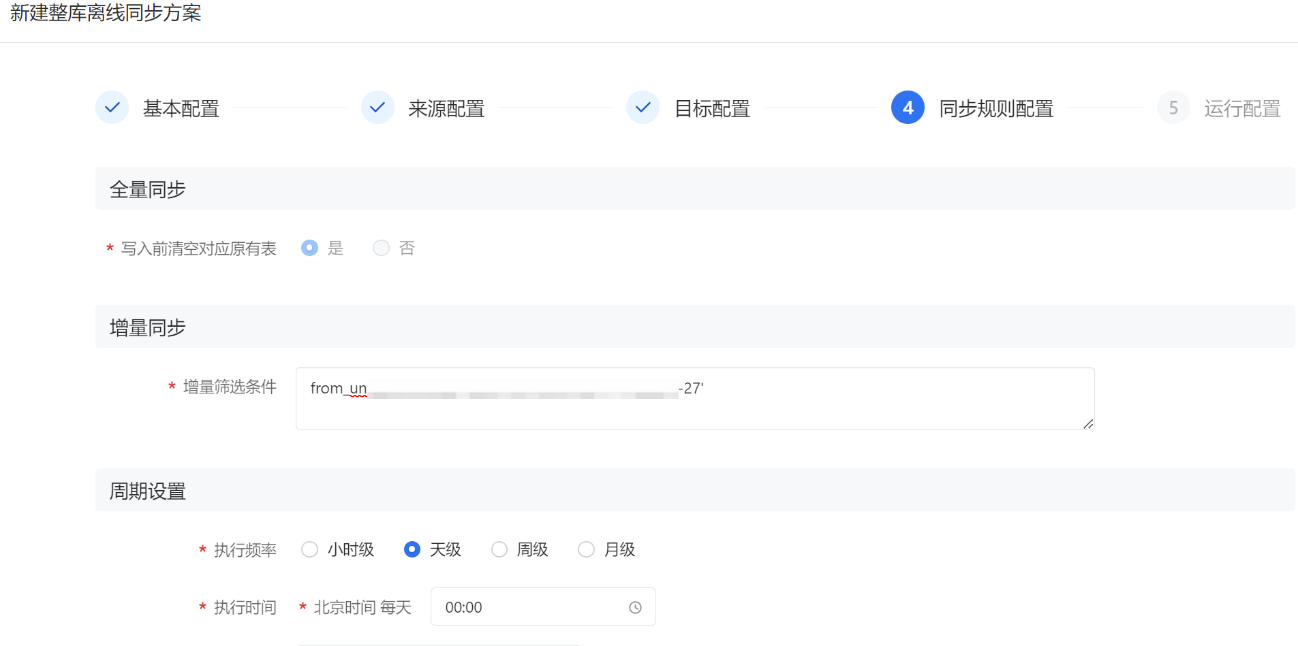 新建整库离线同步方案
基本配置 来源配置 目标配置 4 同步规则配置 5 运行配置
全量同步
* 写入前清空对应原有表 是 否
增量同步
* 增量筛选条件 from_un -27'
周期设置
* 执行频率 小时级 天级 周级 月级
* 执行时间 * 北京时间 每天 00:00